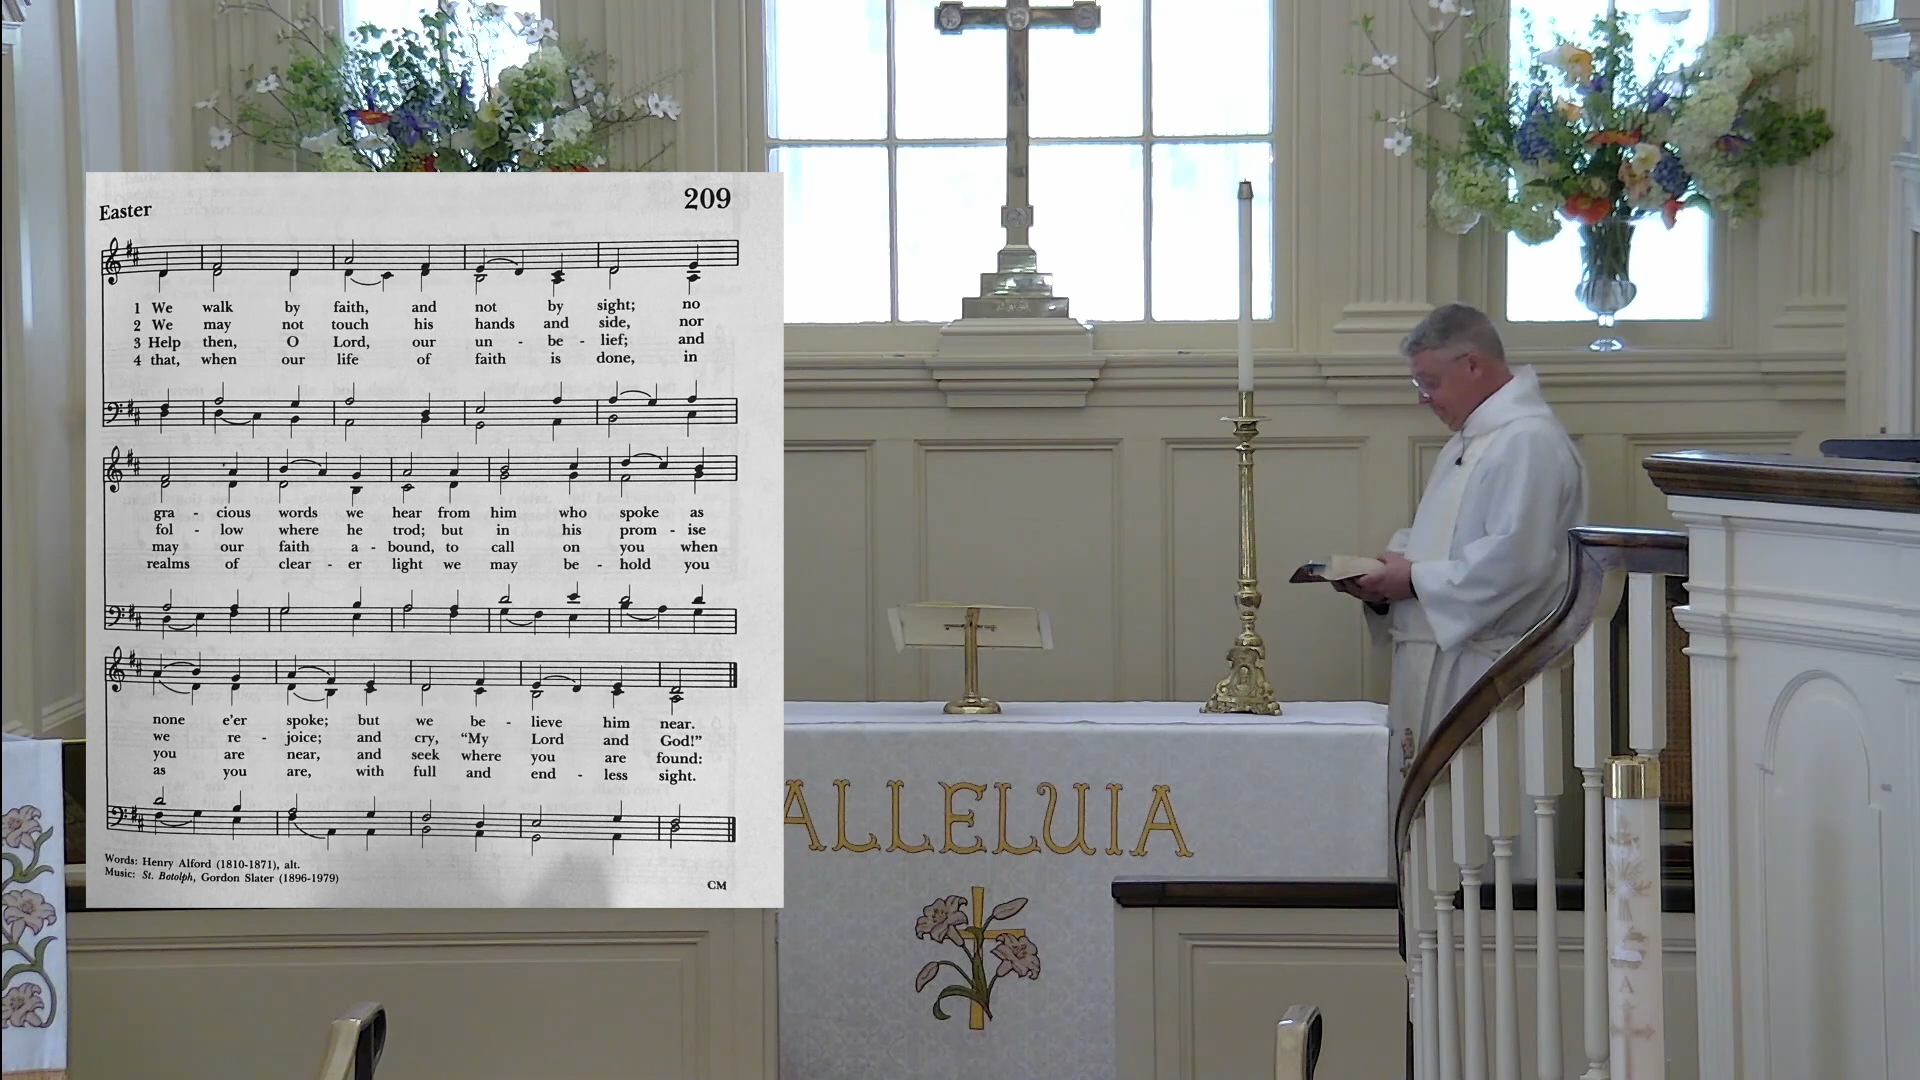 Easter
209
1 We walk by faith, and not by sight; no
2 We may not touch his hands and side, nor
3 Help then, O Lord, our un - be - lief; and
4 that, when our life of faith is done, in
gra - cious words we hear from him who spoke as
fol - low where he trod; but in his prom - ise
may our faith a - bound, to call on you when
realms of clear - er light we may be - hold you
none e'er spoke; but we be - lieve him near.
we re - joice; and cry, “My Lord and God!”
you are near, and seek where you are found:
as you are, with full and end - less sight.
Words: Henry Alford (1810-1871), alt.
Music: St. Botolph, Gordon Slater (1896-1979)
CM
ALLELUIA